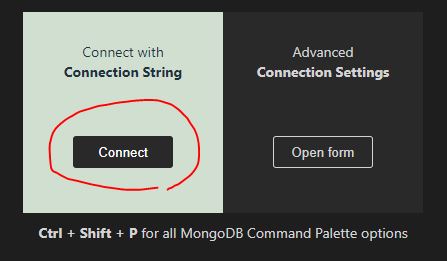 Connect with
Connection String
Connect
Advanced
Connection Settings
Open form
Ctrl + Shift + P for all MongoDB Command Palette options